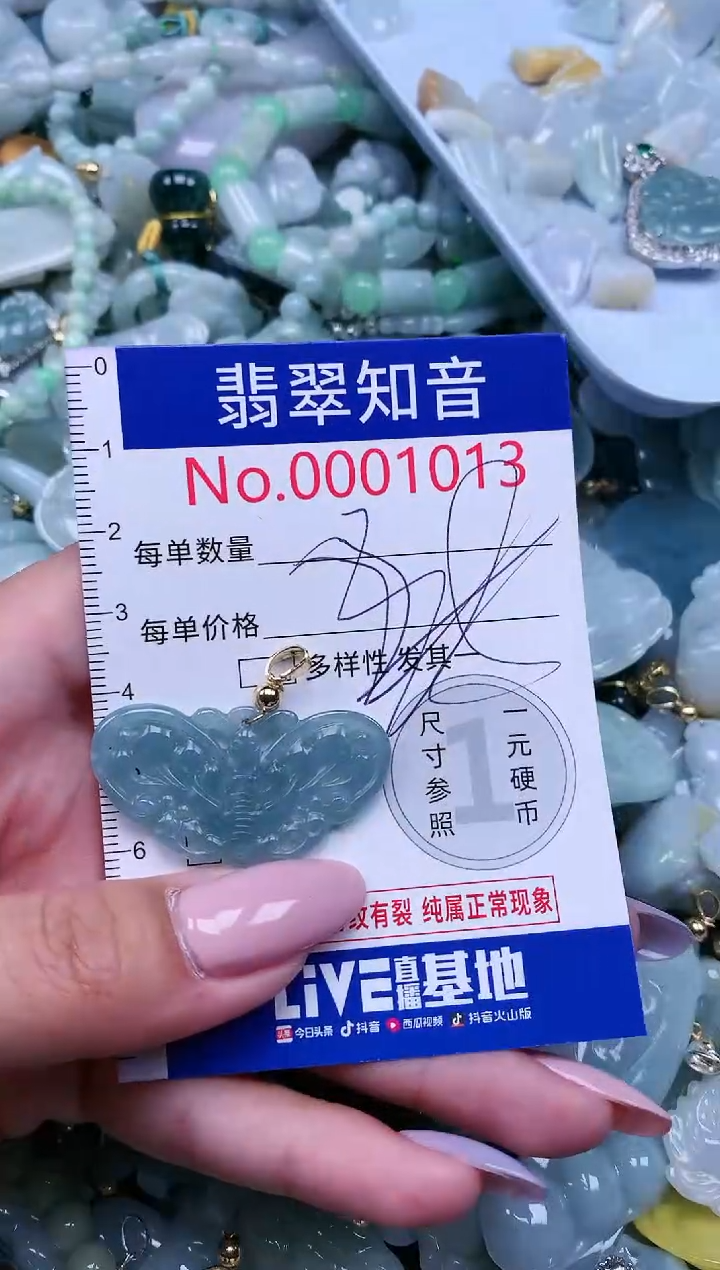 翡翠知音
No.0001013
0
1
2
3
4
6
每单数量
每单价格
多样性 发其
尺寸参照
一元硬币
1
纹有裂 纯属正常现象
LIVE直播基地
头条 今日头条 抖音 西瓜视频 抖音火山版